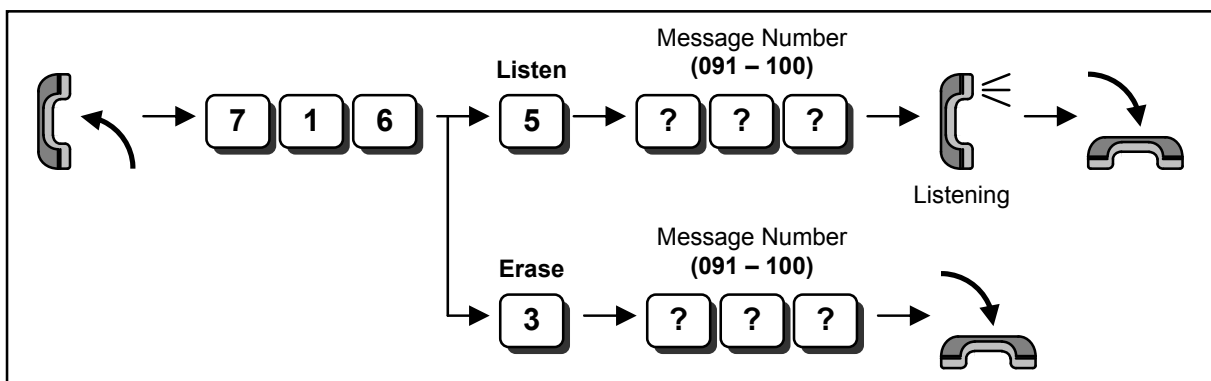 Message Number
(091 – 100)
Listen
7 1 6 5 ? ? ?
Listening
Message Number
(091 – 100)
Erase
3 ? ? ?